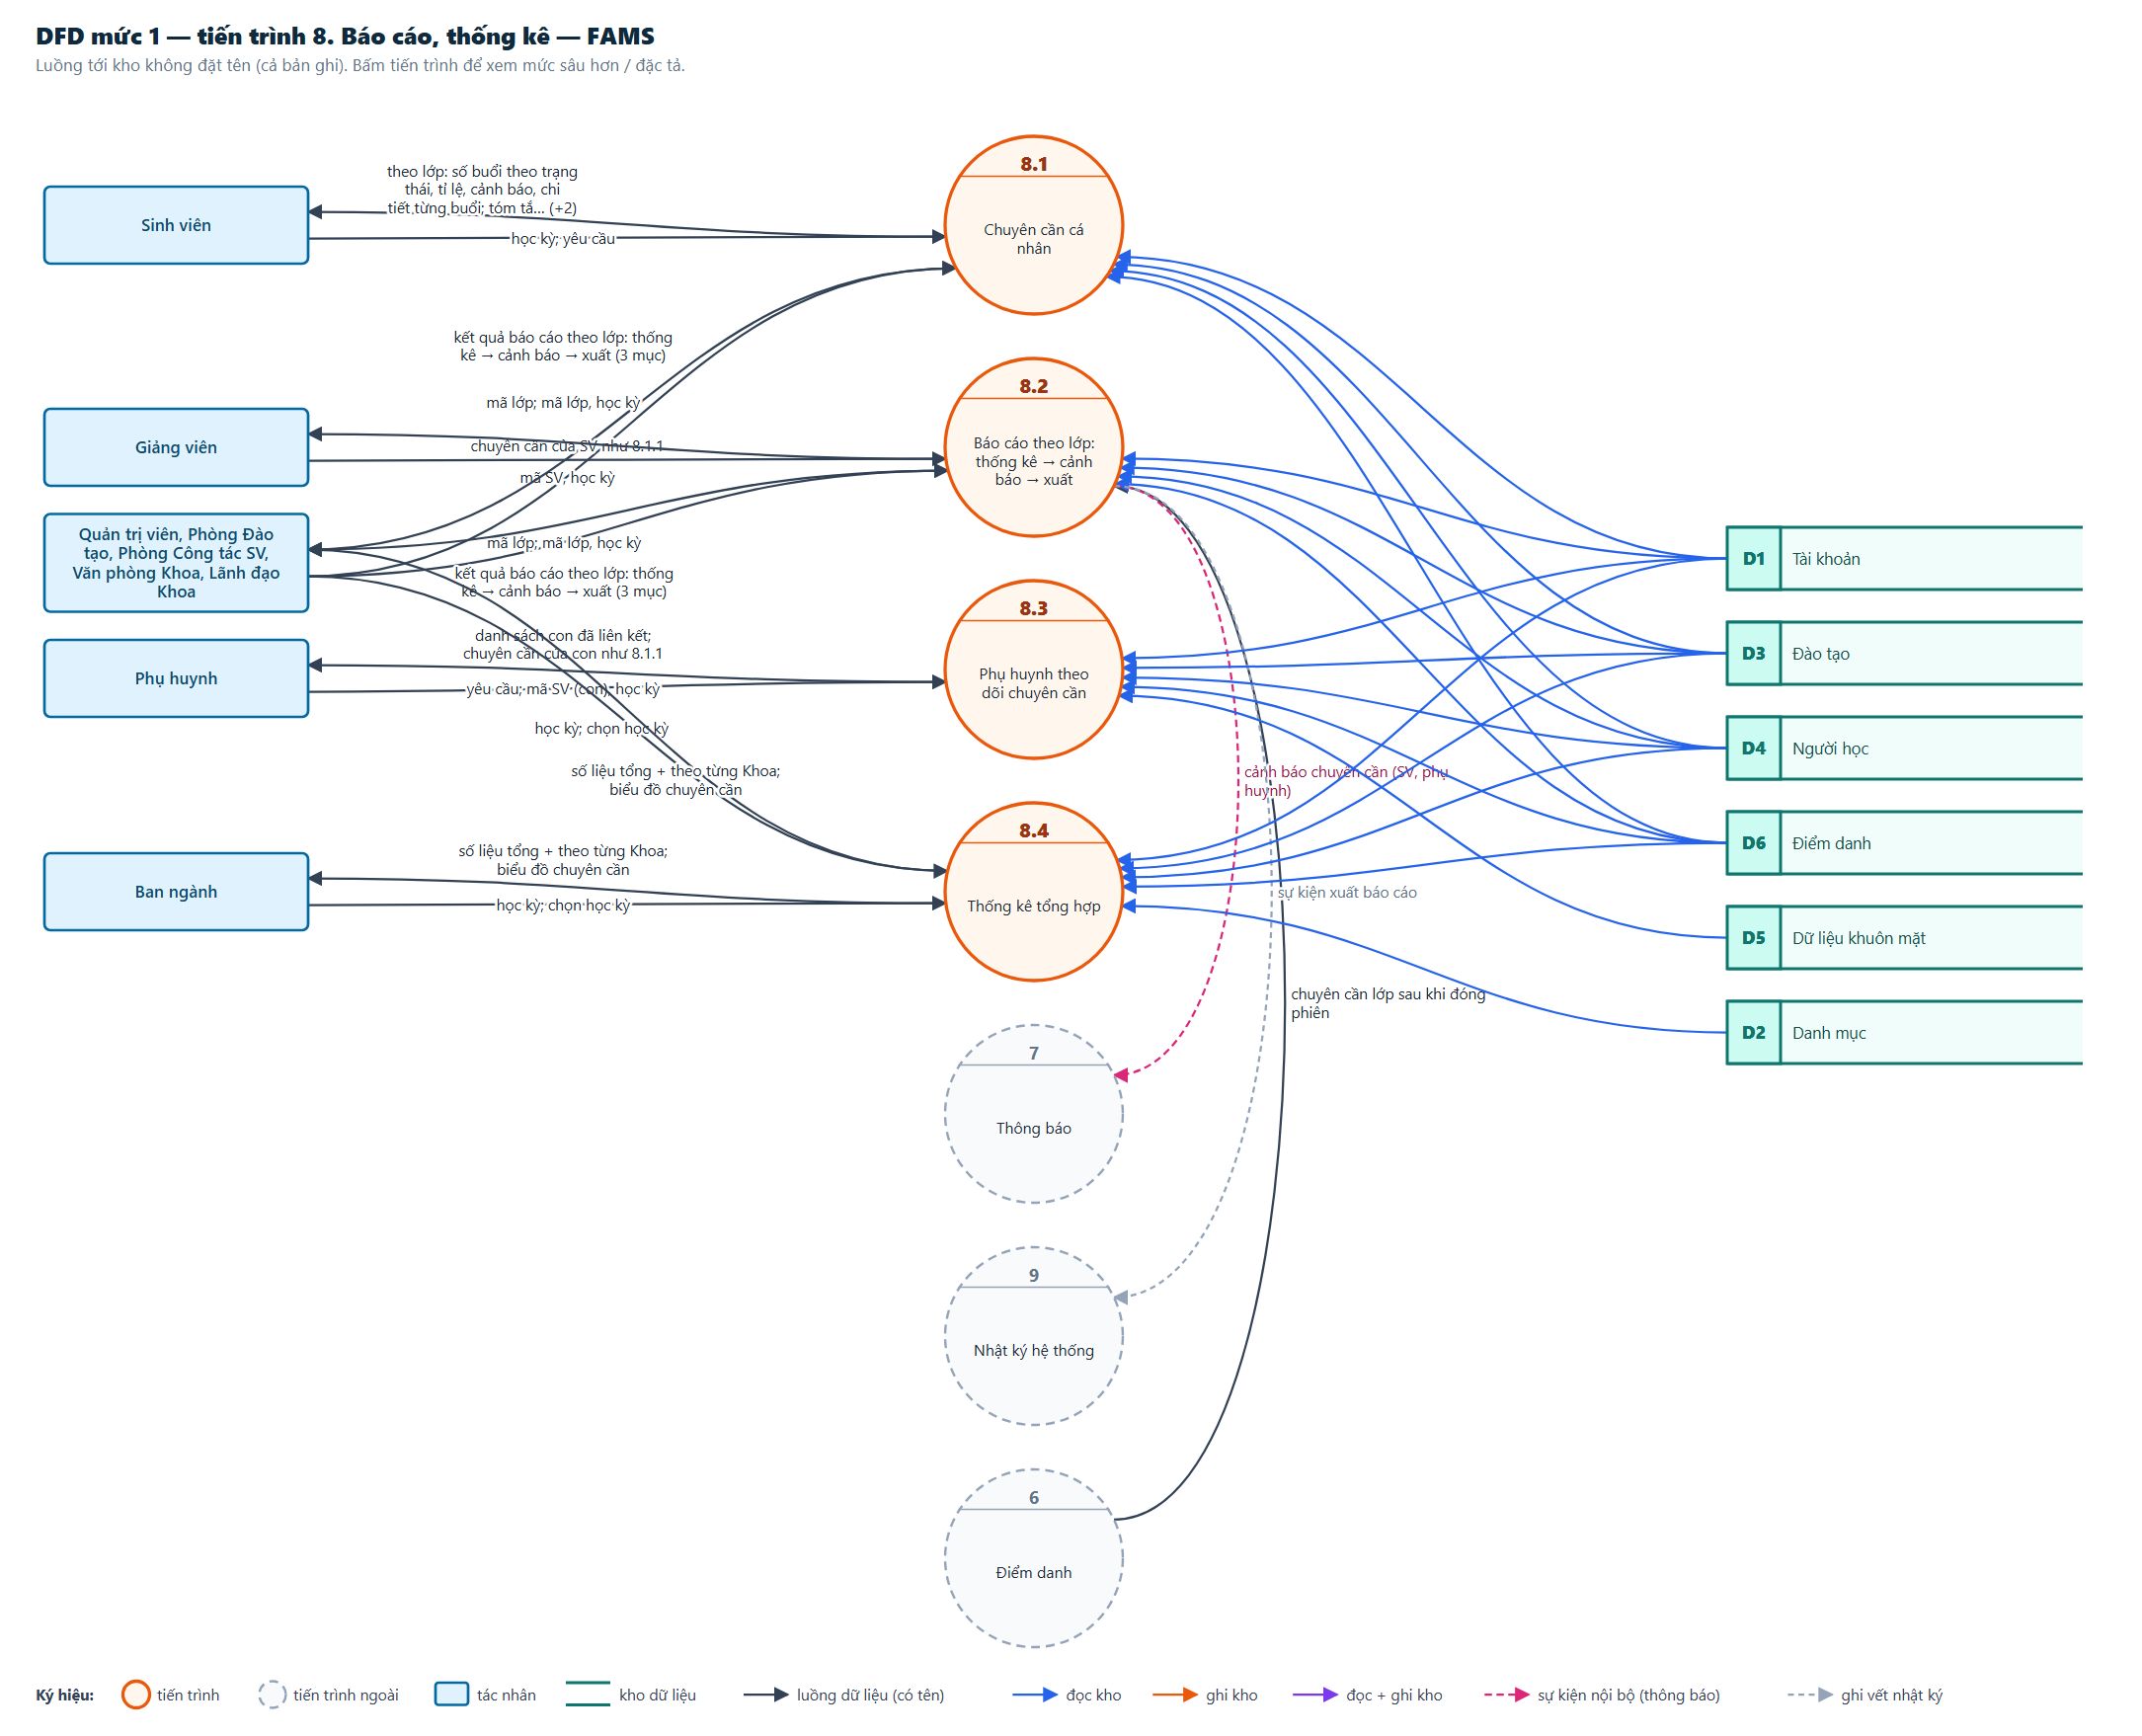 DFD mức 1 — tiến trình 8. Báo cáo, thống kê — FAMS
Luồng tới kho không đặt tên (cả bản ghi). Bấm tiến trình để xem mức sâu hơn / đặc tả.
theo lớp: số buổi theo trạng
thái, tỉ lệ, cảnh báo, chi
tiết từng buổi; tóm tắ... (+2)
Sinh viên
học kỳ; yêu cầu
8.1
Chuyên cần cá
nhân
kết quả báo cáo theo lớp: thống
kê → cảnh báo → xuất (3 mục)
mã lớp; mã lớp, học kỳ
Giảng viên
chuyên cần của SV như 8.1.1
mã SV, học kỳ
8.2
Báo cáo theo lớp:
thống kê → cảnh
báo → xuất
Quản trị viên, Phòng Đào
tạo, Phòng Công tác SV,
Văn phòng Khoa, Lãnh đạo
Khoa
mã lớp; mã lớp, học kỳ
kết quả báo cáo theo lớp: thống
kê → cảnh báo → xuất (3 mục)
D1
Tài khoản
8.3
Phụ huynh theo
dõi chuyên cần
danh sách con đã liên kết;
chuyên cần của con như 8.1.1
Phụ huynh
yêu cầu; mã SV (con), học kỳ
D3
Đào tạo
học kỳ; chọn học kỳ
D4
Người học
số liệu tổng + theo từng Khoa;
biểu đồ chuyên cần
cảnh báo chuyên cần (SV, phụ
huynh)
8.4
Thống kê tổng hợp
D6
Điểm danh
số liệu tổng + theo từng Khoa;
biểu đồ chuyên cần
Ban ngành
học kỳ; chọn học kỳ
sự kiện xuất báo cáo
D5
Dữ liệu khuôn mặt
chuyên cần lớp sau khi đóng
phiên
D2
Danh mục
7
Thông báo
9
Nhật ký hệ thống
6
Điểm danh
Ký hiệu:
tiến trình
tiến trình ngoài
tác nhân
kho dữ liệu
luồng dữ liệu (có tên)
đọc kho
ghi kho
đọc + ghi kho
sự kiện nội bộ (thông báo)
ghi vết nhật ký